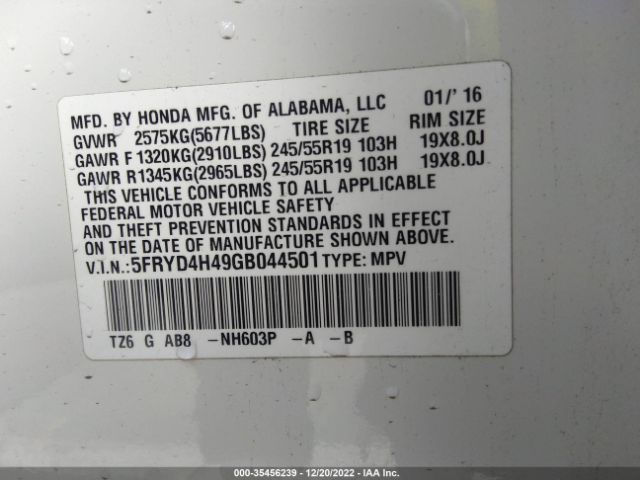 MFD. BY HONDA MFG. OF ALABAMA, LLC 01/' 16
GVWR 2575KG(5677LBS) TIRE SIZE RIM SIZE
GAWR F 1320KG(2910LBS) 245/55R19 103H 19X8.0J
GAWR R1345KG(2965LBS) 245/55R19 103H 19X8.0J
THIS VEHICLE CONFORMS TO ALL APPLICABLE
FEDERAL MOTOR VEHICLE SAFETY
AND THEFT PREVENTION STANDARDS IN EFFECT
ON THE DATE OF MANUFACTURE SHOWN ABOVE.
V.I.N.:5FRYD4H49GB044501 TYPE: MPV
TZ6 G AB8 -NH603P -A -B
000-35456239 - 12/20/2022 - IAA Inc.